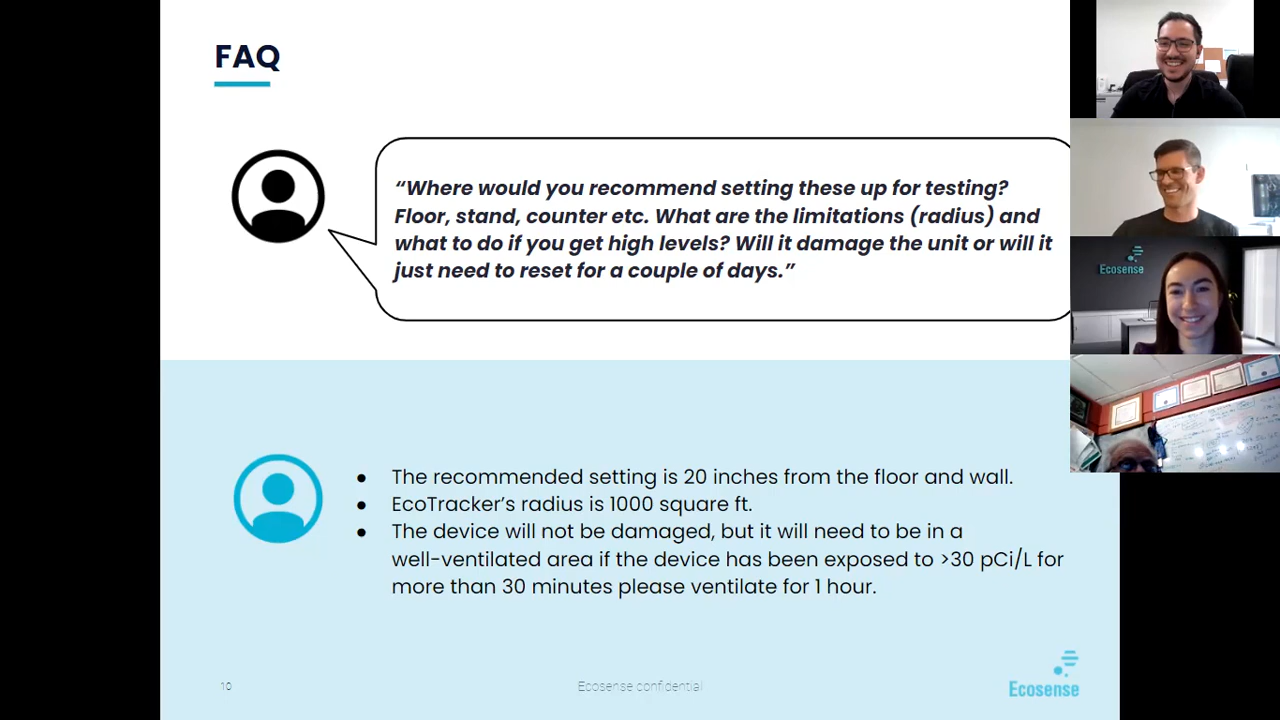 FAQ
“Where would you recommend setting these up for testing?
Floor, stand, counter etc. What are the limitations (radius) and
what to do if you get high levels? Will it damage the unit or will it
just need to reset for a couple of days.”
Ecosense
● The recommended setting is 20 inches from the floor and wall.
● EcoTracker’s radius is 1000 square ft.
● The device will not be damaged, but it will need to be in a
well-ventilated area if the device has been exposed to >30 pCi/L for
more than 30 minutes please ventilate for 1 hour.
10
Ecosense confidential
Ecosense